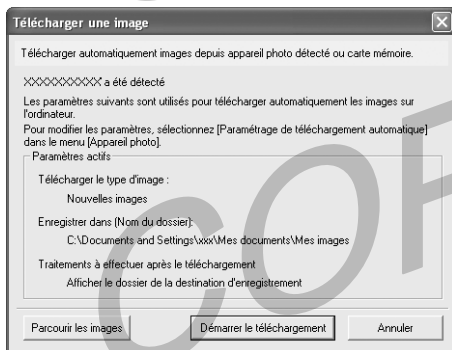 Télécharger une image
Télécharger automatiquement images depuis appareil photo détecté ou carte mémoire.
XXXXXXXXXXX a été détecté
Les paramètres suivants sont utilisés pour télécharger automatiquement les images sur
l'ordinateur.
Pour modifier les paramètres, sélectionnez [Paramétrage de téléchargement automatique]
dans le menu [Appareil photo].
Paramètres actifs
Télécharger le type d'image :
Nouvelles images
Enregistrer dans (Nom du dossier):
C:\Documents and Settings\xxx\Mes documents\Mes images
Traitements à effectuer après le téléchargement
Afficher le dossier de la destination d'enregistrement
Parcourir les images
Démarrer le téléchargement
Annuler